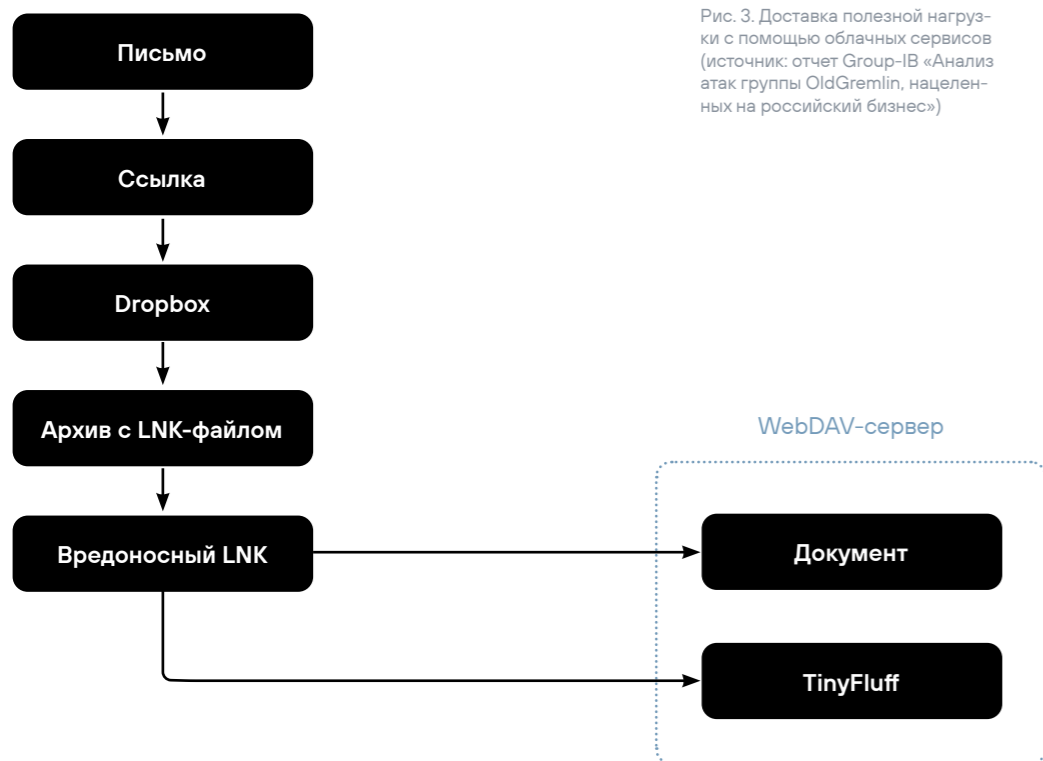 Рис. 3. Доставка полезной нагруз-
ки с помощью облачных сервисов
(источник: отчет Group-IB «Анализ
атак группы OldGremlin, нацелен-
ных на российский бизнес»)
Письмо
Ссылка
Dropbox
Архив с LNK-файлом
Вредоносный LNK
WebDAV-сервер
Документ
TinyFluff